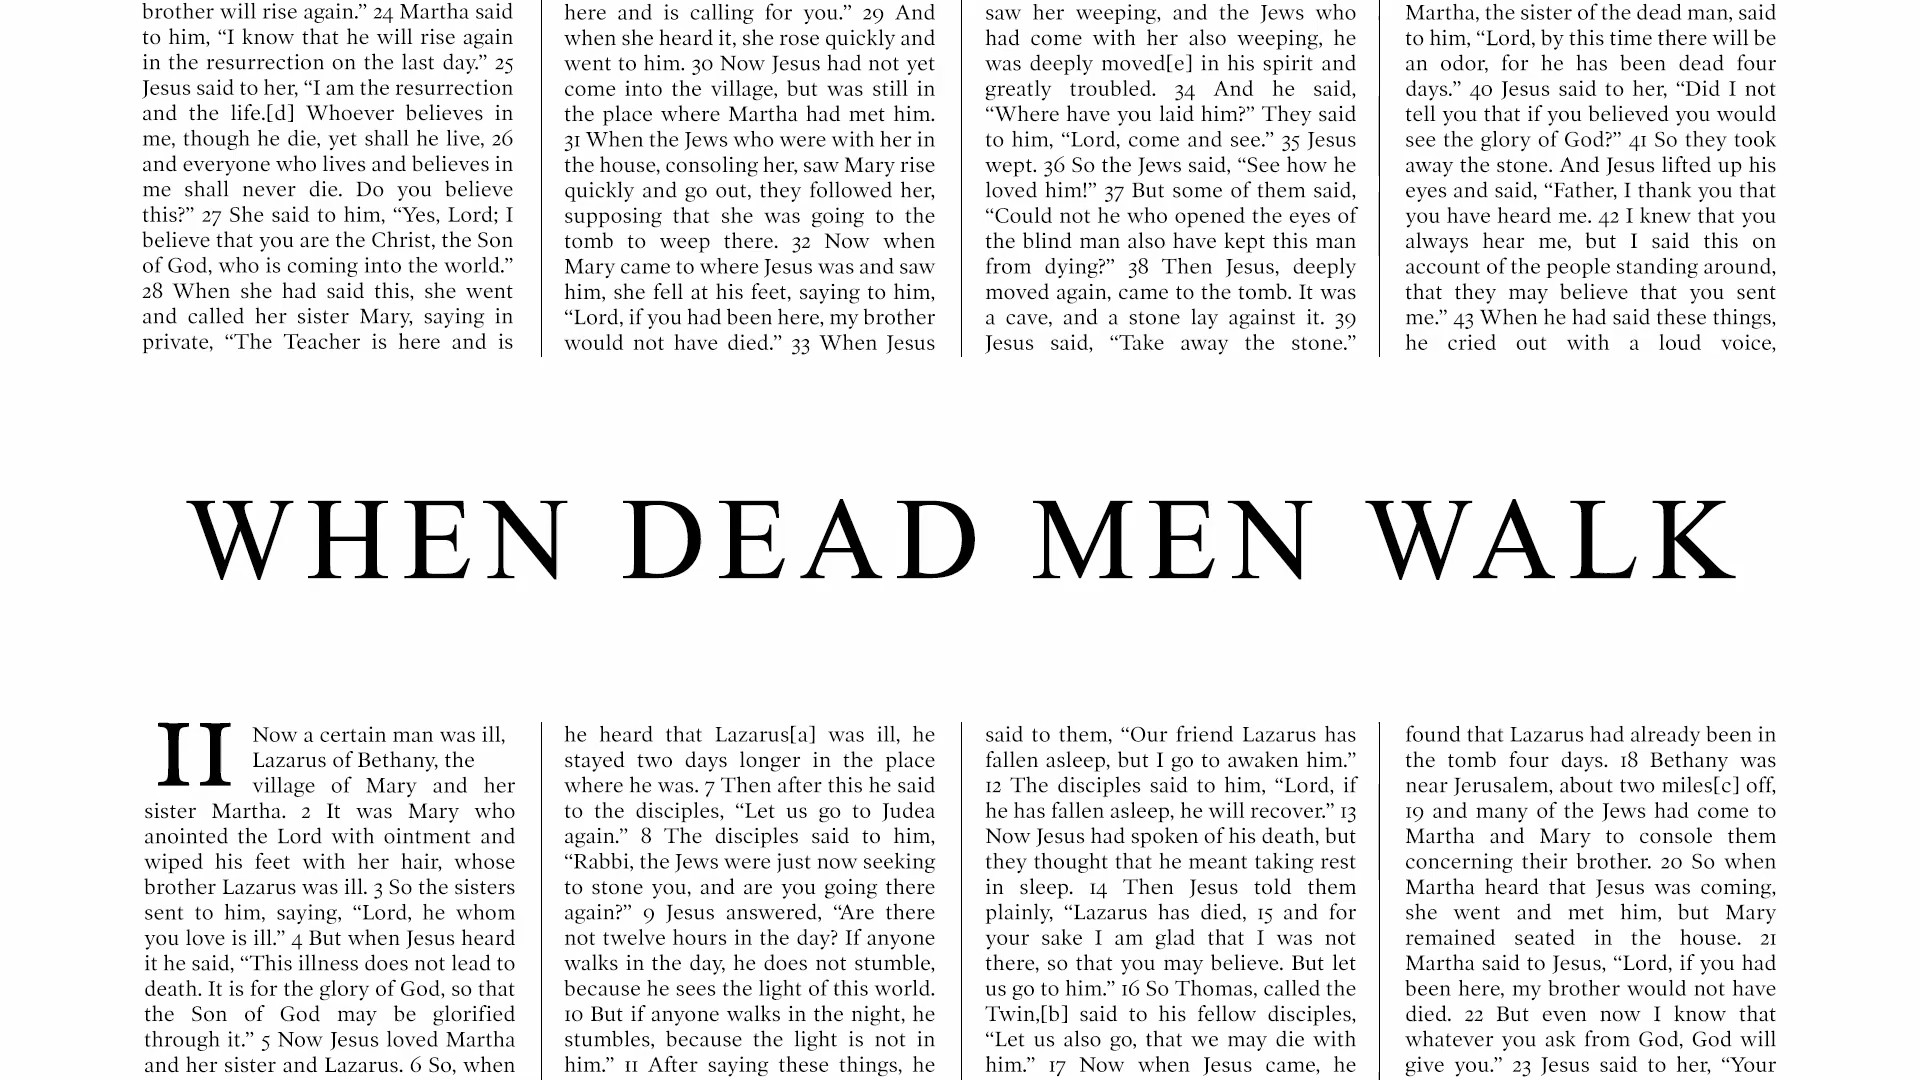 brother will rise again.” 24 Martha said
to him, “I know that he will rise again
in the resurrection on the last day.” 25
Jesus said to her, “I am the resurrection
and the life.[d] Whoever believes in
me, though he die, yet shall he live, 26
and everyone who lives and believes in
me shall never die. Do you believe
this?” 27 She said to him, “Yes, Lord; I
believe that you are the Christ, the Son
of God, who is coming into the world.”
28 When she had said this, she went
and called her sister Mary, saying in
private, “The Teacher is here and is
here and is calling for you.” 29 And
when she heard it, she rose quickly and
went to him. 30 Now Jesus had not yet
come into the village, but was still in
the place where Martha had met him.
31 When the Jews who were with her in
the house, consoling her, saw Mary rise
quickly and go out, they followed her,
supposing that she was going to the
tomb to weep there. 32 Now when
Mary came to where Jesus was and saw
him, she fell at his feet, saying to him,
“Lord, if you had been here, my brother
would not have died.” 33 When Jesus
saw her weeping, and the Jews who
had come with her also weeping, he
was deeply moved[e] in his spirit and
greatly troubled. 34 And he said,
“Where have you laid him?” They said
to him, “Lord, come and see.” 35 Jesus
wept. 36 So the Jews said, “See how he
loved him!” 37 But some of them said,
“Could not he who opened the eyes of
the blind man also have kept this man
from dying?” 38 Then Jesus, deeply
moved again, came to the tomb. It was
a cave, and a stone lay against it. 39
Jesus said, “Take away the stone.”
Martha, the sister of the dead man, said
to him, “Lord, by this time there will be
an odor, for he has been dead four
days.” 40 Jesus said to her, “Did I not
tell you that if you believed you would
see the glory of God?” 41 So they took
away the stone. And Jesus lifted up his
eyes and said, “Father, I thank you that
you have heard me. 42 I knew that you
always hear me, but I said this on
account of the people standing around,
that they may believe that you sent
me.” 43 When he had said these things,
he cried out with a loud voice,
WHEN DEAD MEN WALK
11 Now a certain man was ill,
Lazarus of Bethany, the
village of Mary and her
sister Martha. 2 It was Mary who
anointed the Lord with ointment and
wiped his feet with her hair, whose
brother Lazarus was ill. 3 So the sisters
sent to him, saying, “Lord, he whom
you love is ill.” 4 But when Jesus heard
it he said, “This illness does not lead to
death. It is for the glory of God, so that
the Son of God may be glorified
through it.” 5 Now Jesus loved Martha
and her sister and Lazarus. 6 So, when
he heard that Lazarus[a] was ill, he
stayed two days longer in the place
where he was. 7 Then after this he said
to the disciples, “Let us go to Judea
again.” 8 The disciples said to him,
“Rabbi, the Jews were just now seeking
to stone you, and are you going there
again?” 9 Jesus answered, “Are there
not twelve hours in the day? If anyone
walks in the day, he does not stumble,
because he sees the light of this world.
10 But if anyone walks in the night, he
stumbles, because the light is not in
him.” 11 After saying these things, he
said to them, “Our friend Lazarus has
fallen asleep, but I go to awaken him.”
12 The disciples said to him, “Lord, if
he has fallen asleep, he will recover.” 13
Now Jesus had spoken of his death, but
they thought that he meant taking rest
in sleep. 14 Then Jesus told them
plainly, “Lazarus has died, 15 and for
your sake I am glad that I was not
there, so that you may believe. But let
us go to him.” 16 So Thomas, called the
Twin,[b] said to his fellow disciples,
“Let us also go, that we may die with
him.” 17 Now when Jesus came, he
found that Lazarus had already been in
the tomb four days. 18 Bethany was
near Jerusalem, about two miles[c] off,
19 and many of the Jews had come to
Martha and Mary to console them
concerning their brother. 20 So when
Martha heard that Jesus was coming,
she went and met him, but Mary
remained seated in the house. 21
Martha said to Jesus, “Lord, if you had
been here, my brother would not have
died. 22 But even now I know that
whatever you ask from God, God will
give you.” 23 Jesus said to her, “Your